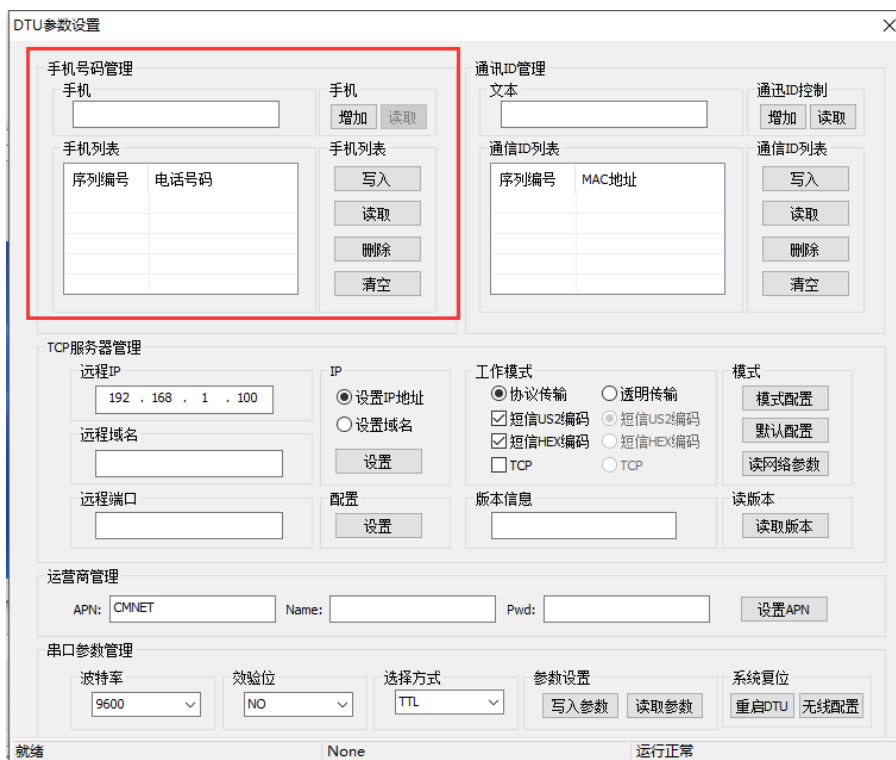 DTU参数设置
手机号码管理
手机
手机
增加 读取
手机列表
手机列表
序列编号 电话号码
写入
读取
删除
清空
通讯ID管理
文本
通迅ID控制
增加 读取
通信ID列表
通信ID列表
序列编号 MAC地址
写入
读取
删除
清空
TCP服务器管理
远程IP
192 . 168 . 1 . 100
远程域名
远程端口
IP
设置IP地址
设置域名
设置
配置
设置
工作模式
协议传输 透明传输
短信US2编码 短信US2编码
短信HEX编码 短信HEX编码
TCP TCP
版本信息
模式
模式配置
默认配置
读网络参数
读版本
读取版本
运营商管理
APN: CMNET Name: Pwd: 设置APN
串口参数管理
波特率 效验位 选择方式 参数设置 系统复位
9600 NO TTL 写入参数 读取参数 重启DTU 无线配置
就绪 None 运行正常